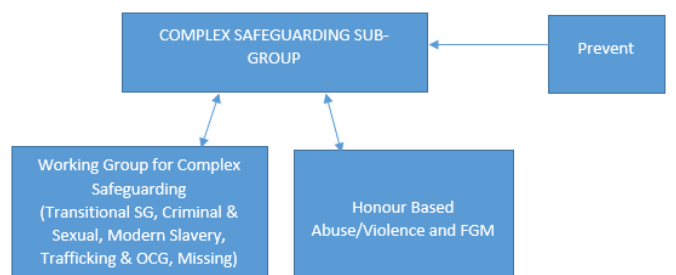 COMPLEX SAFEGUARDING SUB-
GROUP
Prevent
Working Group for Complex
Safeguarding
(Transitional SG, Criminal &
Sexual, Modern Slavery,
Trafficking & OCG, Missing)
Honour Based
Abuse/Violence and FGM